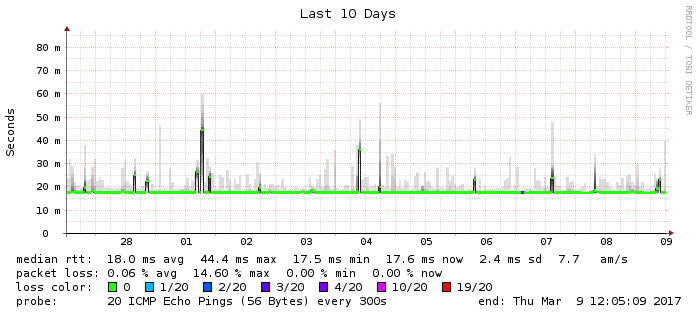 Last 10 Days
RRDTOOL / TOBI OETIKER
Seconds
80 m
70 m
60 m
50 m
40 m
30 m
20 m
10 m
0
28 01 02 03 04 05 06 07 08 09
median rtt: 18.0 ms avg 44.4 ms max 17.5 ms min 17.6 ms now 2.4 ms sd 7.7 am/s
packet loss: 0.06 % avg 14.60 % max 0.00 % min 0.00 % now
loss color: 0 1/20 2/20 3/20 4/20 10/20 19/20
probe: 20 ICMP Echo Pings (56 Bytes) every 300s end: Thu Mar 9 12:05:09 2017